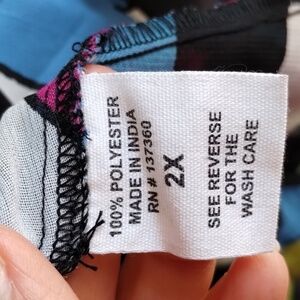 100% POLYESTER
MADE IN INDIA
RN # 137360
2X
SEE REVERSE
FOR THE
WASH CARE